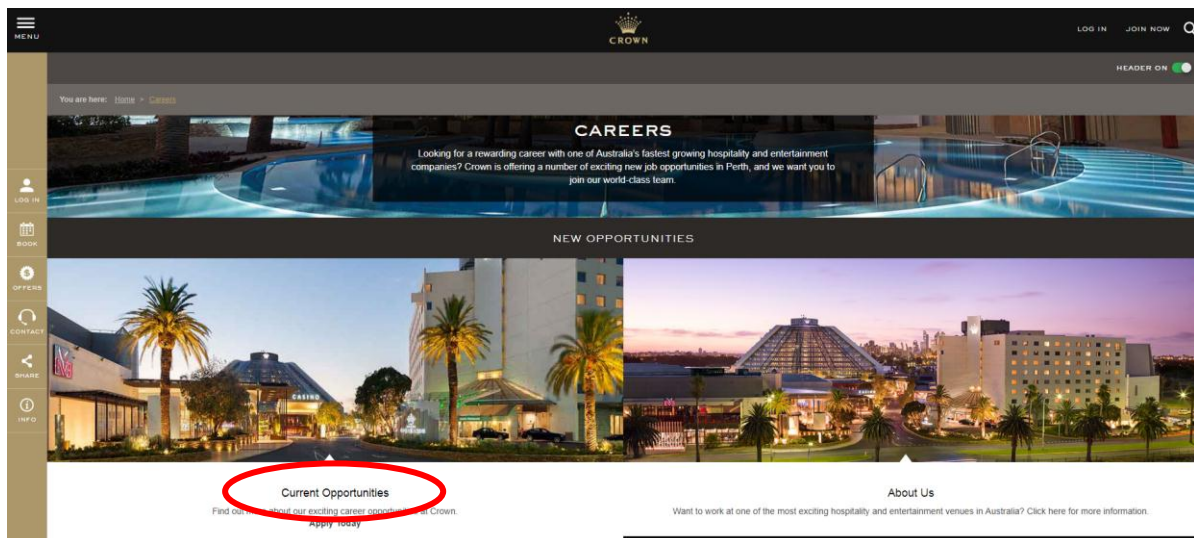 MENU
CROWN
LOG IN
JOIN NOW
HEADER ON
You are here: Home > Careers
CAREERS
Looking for a rewarding career with one of Australia's fastest growing hospitality and entertainment
companies? Crown is offering a number of exciting new job opportunities in Perth, and we want you to
join our world-class team.
LOG IN
BOOK
OFFERS
CONTACT
SHARE
INFO
NEW OPPORTUNITIES
CASINO
Current Opportunities
Find out more about our exciting career opportunities at Crown.
Apply Today
About Us
Want to work at one of the most exciting hospitality and entertainment venues in Australia? Click here for more information.